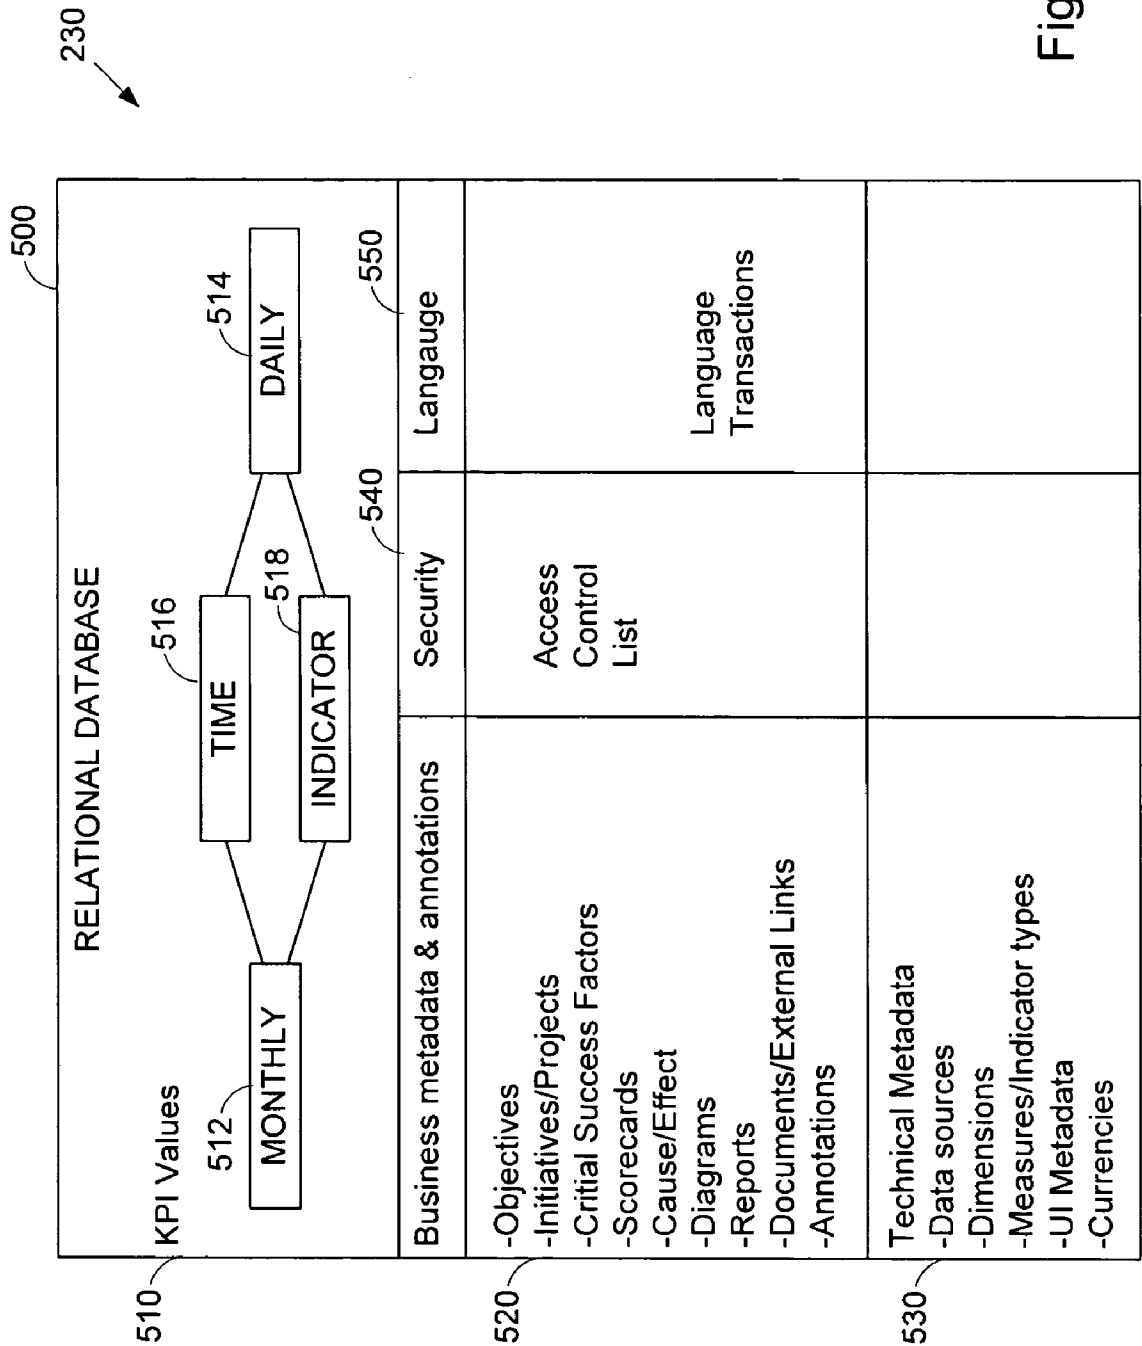 230
500
RELATIONAL DATABASE
510
KPI Values
512
MONTHLY
516
TIME
518
INDICATOR
514
DAILY
Business metadata & annotations
540
Security
550
Langauge
520
-Objectives
-Initiatives/Projects
-Critial Success Factors
-Scorecards
-Cause/Effect
-Diagrams
-Reports
-Documents/External Links
-Annotations
Access
Control
List
Language
Transactions
530
Technical Metadata
-Data sources
-Dimensions
-Measures/Indicator types
-UI Metadata
-Currencies
Fig